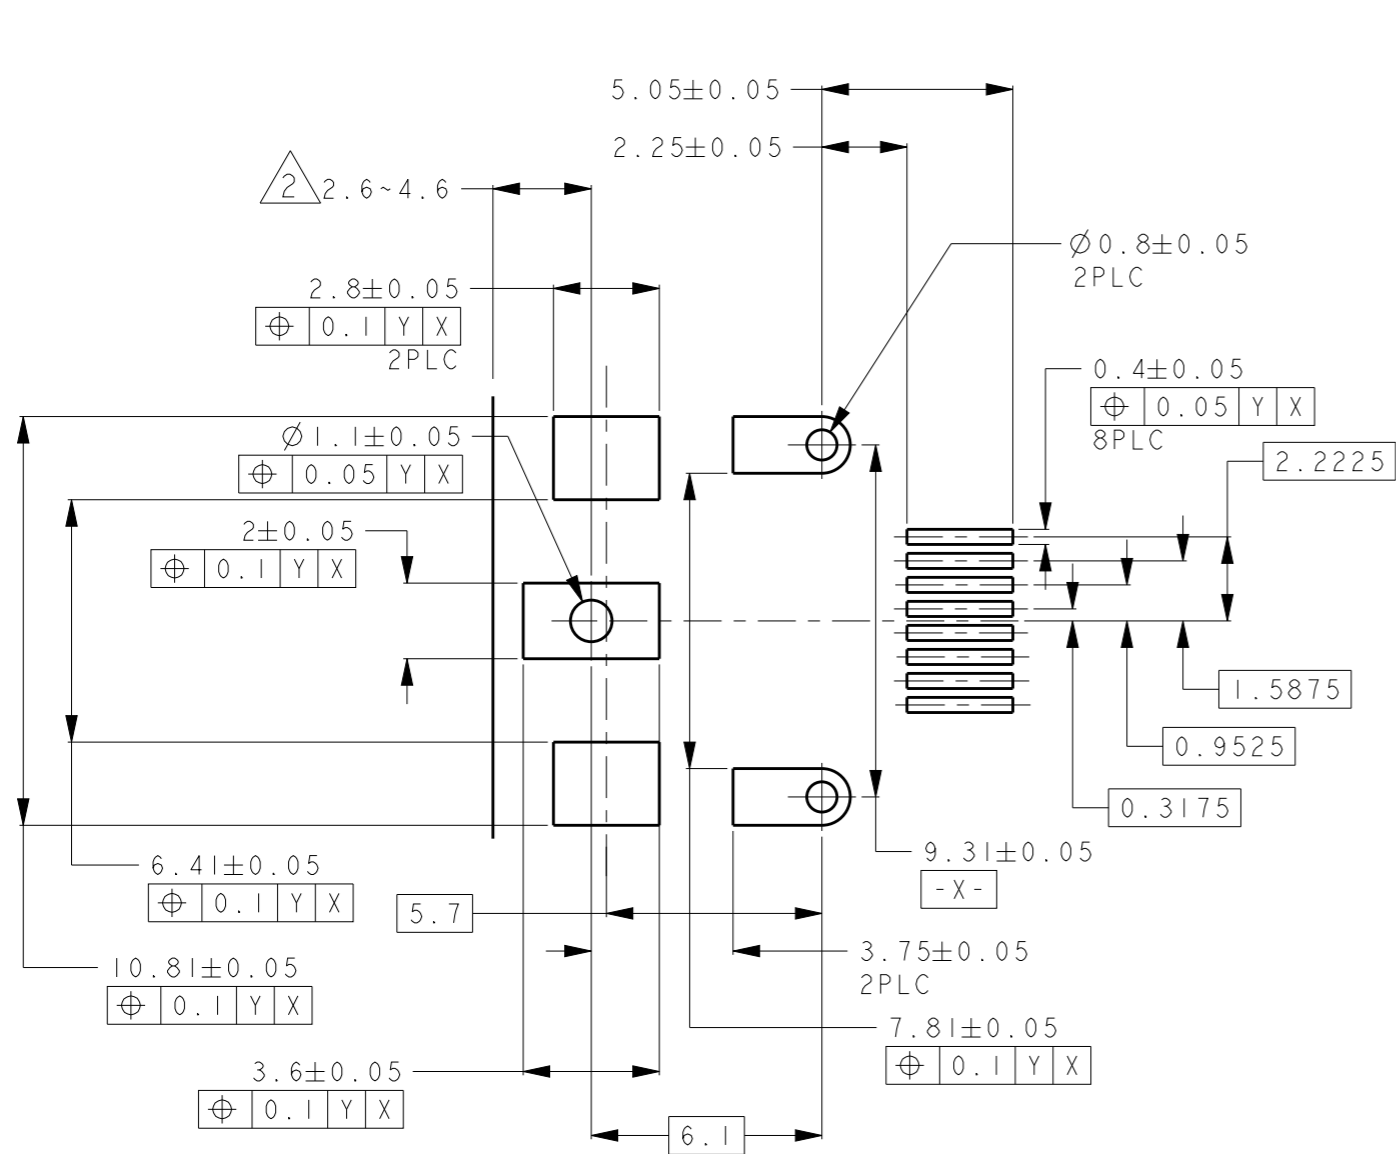 5.05±0.05
2.25±0.05
2 2.6~4.6
Ø0.8±0.05
2PLC
2.8±0.05
⌖ 0.1 Y X
2PLC
0.4±0.05
⌖ 0.05 Y X
8PLC
Ø1.1±0.05
⌖ 0.05 Y X
2.2225
2±0.05
⌖ 0.1 Y X
1.5875
0.9525
0.3175
9.31±0.05
-X-
6.41±0.05
⌖ 0.1 Y X
5.7
3.75±0.05
2PLC
10.81±0.05
⌖ 0.1 Y X
7.81±0.05
⌖ 0.1 Y X
3.6±0.05
⌖ 0.1 Y X
6.1